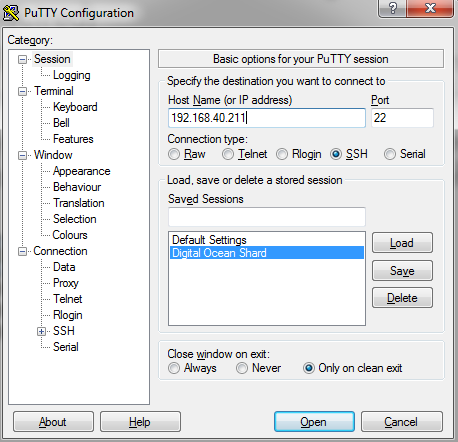 PuTTY Configuration
Category:
Session
Logging
Terminal
Keyboard
Bell
Features
Window
Appearance
Behaviour
Translation
Selection
Colours
Connection
Data
Proxy
Telnet
Rlogin
SSH
Serial
Basic options for your PuTTY session
Specify the destination you want to connect to
Host Name (or IP address) Port
192.168.40.211 22
Connection type:
Raw Telnet Rlogin SSH Serial
Load, save or delete a stored session
Saved Sessions
Default Settings
Digital Ocean Shard
Load
Save
Delete
Close window on exit:
Always Never Only on clean exit
About Help Open Cancel